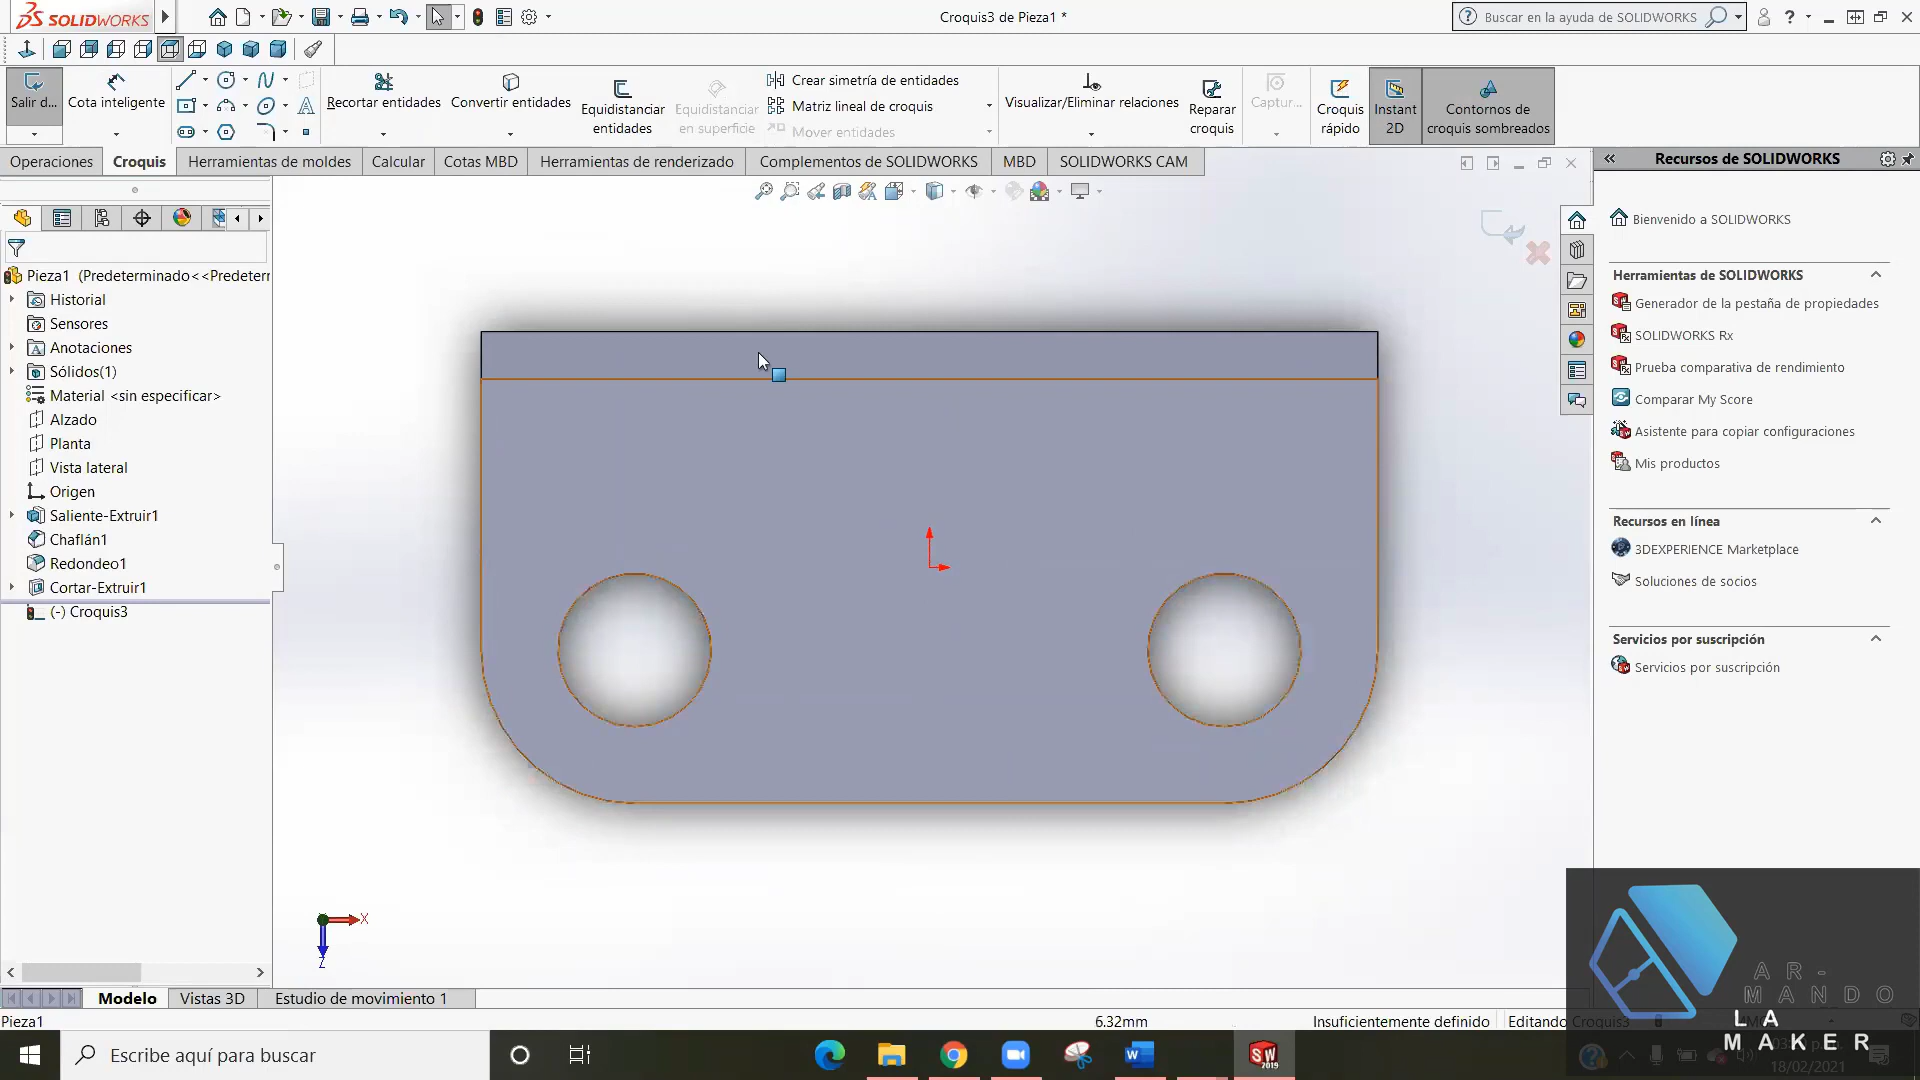 SOLIDWORKS
Croquis3 de Pieza1 *
Buscar en la ayuda de SOLIDWORKS
Salir d...
Cota inteligente
Recortar entidades
Convertir entidades
Equidistanciar entidades
Equidistanciar en superficie
Crear simetría de entidades
Matriz lineal de croquis
Mover entidades
Visualizar/Eliminar relaciones
Reparar croquis
Captur...
Croquis rápido
Instant 2D
Contornos de croquis sombreados
Operaciones
Croquis
Herramientas de moldes
Calcular
Cotas MBD
Herramientas de renderizado
Complementos de SOLIDWORKS
MBD
SOLIDWORKS CAM
Recursos de SOLIDWORKS
Pieza1 (Predeterminado<<Predeterr
Historial
Sensores
Anotaciones
Sólidos(1)
Material <sin especificar>
Alzado
Planta
Vista lateral
Origen
Saliente-Extruir1
Chaflán1
Redondeo1
Cortar-Extruir1
(-) Croquis3
X
Z
Bienvenido a SOLIDWORKS
Herramientas de SOLIDWORKS
Generador de la pestaña de propiedades
SOLIDWORKS Rx
Prueba comparativa de rendimiento
Comparar My Score
Asistente para copiar configuraciones
Mis productos
Recursos en línea
3DEXPERIENCE Marketplace
Soluciones de socios
Servicios por suscripción
Servicios por suscripción
Modelo
Vistas 3D
Estudio de movimiento 1
Pieza1
6.32mm
Insuficientemente definido
Editando Croquis3
AR-
MANDO
LA
MAKER
Escribe aquí para buscar
18/02/2021